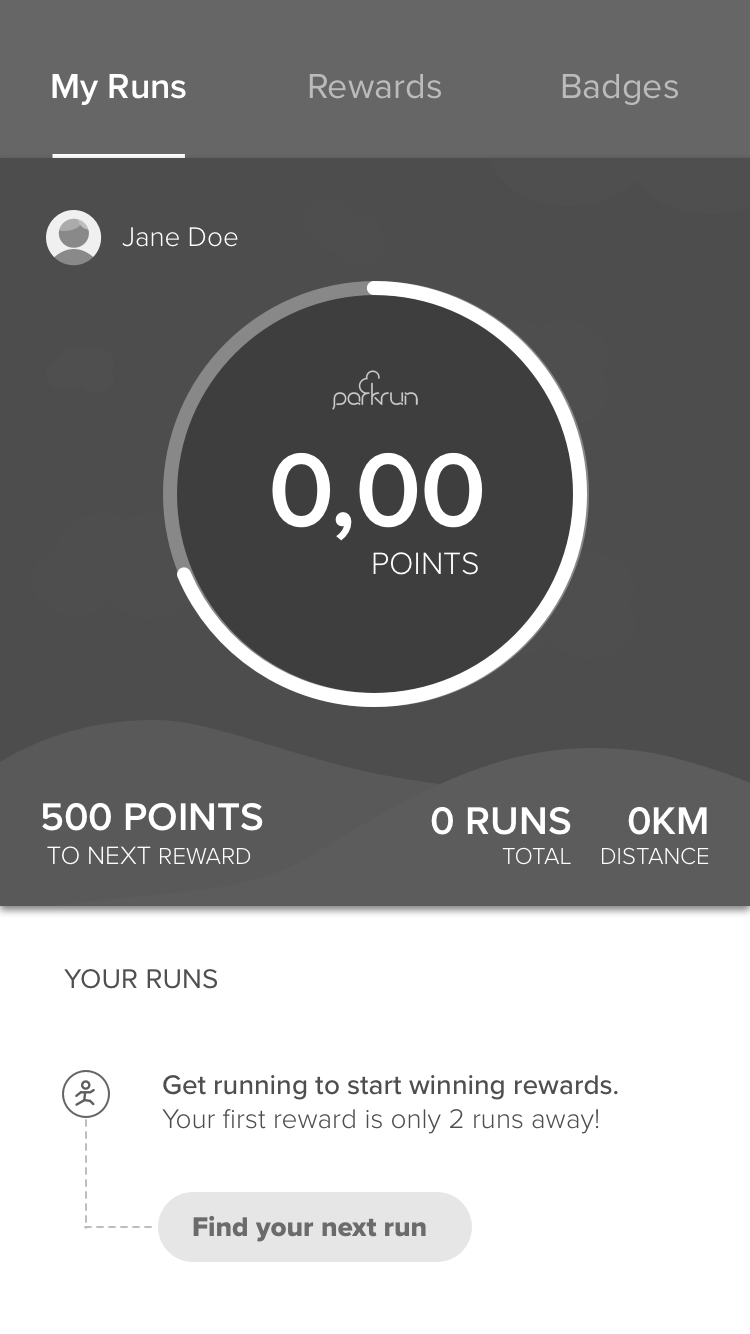 My Runs Rewards Badges
Jane Doe
parkrun
0,00
POINTS
500 POINTS
TO NEXT REWARD
0 RUNS 0KM
TOTAL DISTANCE
YOUR RUNS
Get running to start winning rewards.
Your first reward is only 2 runs away!
Find your next run